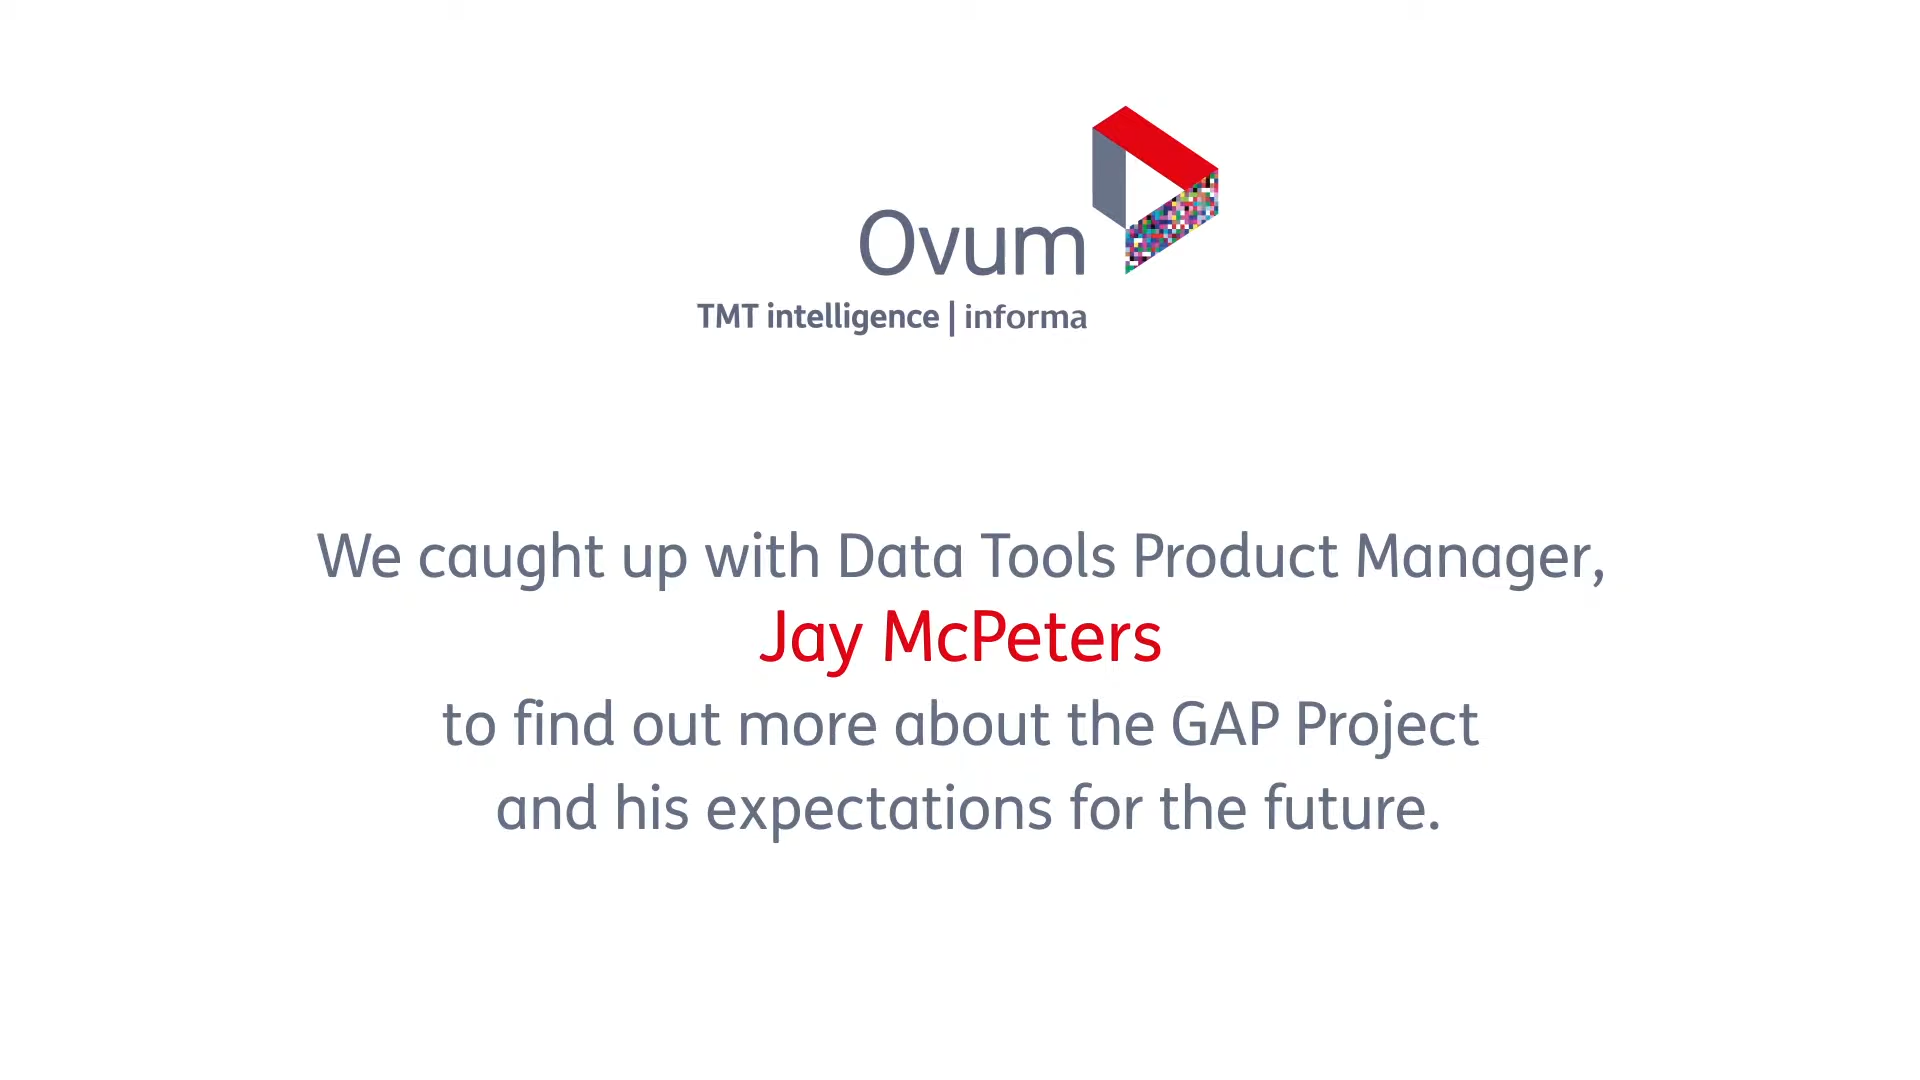 Ovum
TMT intelligence | informa
We caught up with Data Tools Product Manager,
Jay McPeters
to find out more about the GAP Project
and his expectations for the future.